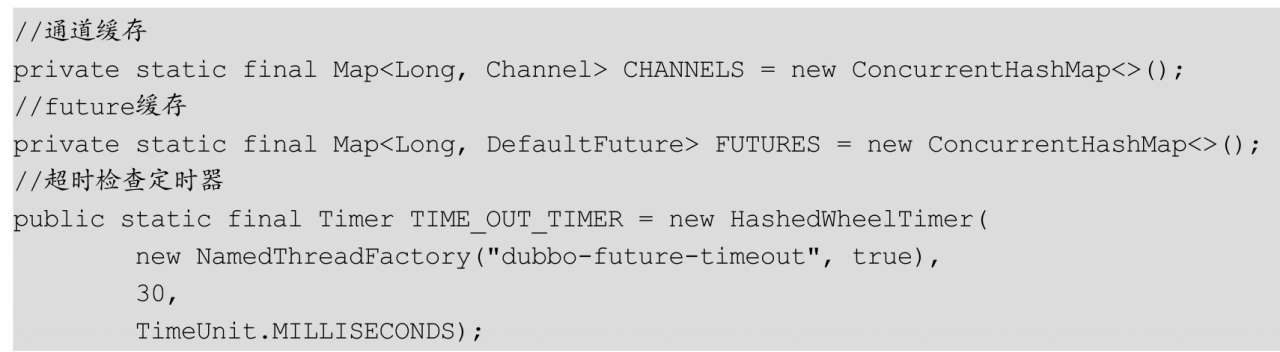 //通道缓存
private static final Map<Long, Channel> CHANNELS = new ConcurrentHashMap<>();
//future缓存
private static final Map<Long, DefaultFuture> FUTURES = new ConcurrentHashMap<>();
//超时检查定时器
public static final Timer TIME_OUT_TIMER = new HashedWheelTimer(
        new NamedThreadFactory("dubbo-future-timeout", true),
        30,
        TimeUnit.MILLISECONDS);